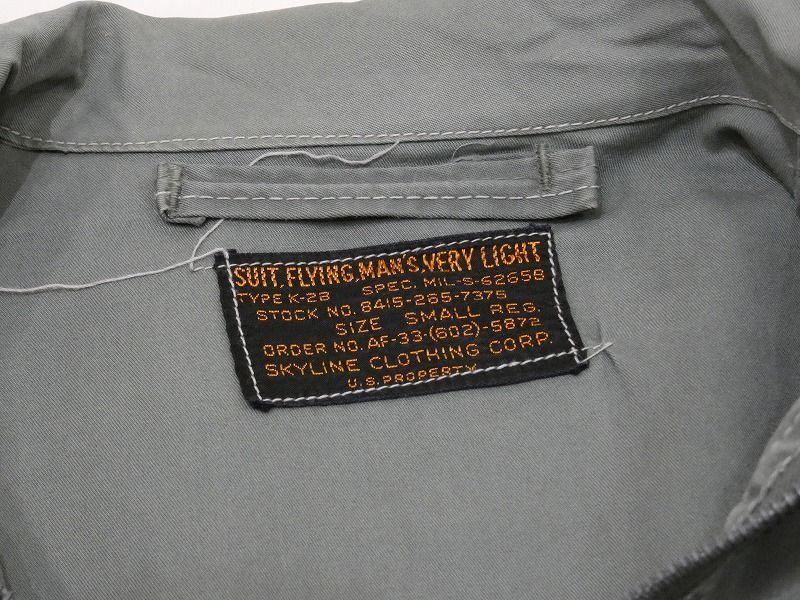 SUIT, FLYING, MAN'S, VERY LIGHT
TYPE K-2B SPEC. MIL-S-6265B
STOCK NO. 8415-265-7375
SIZE SMALL REG.
ORDER NO. AF-33-(602)-5872
SKYLINE CLOTHING CORP.
U.S. PROPERTY